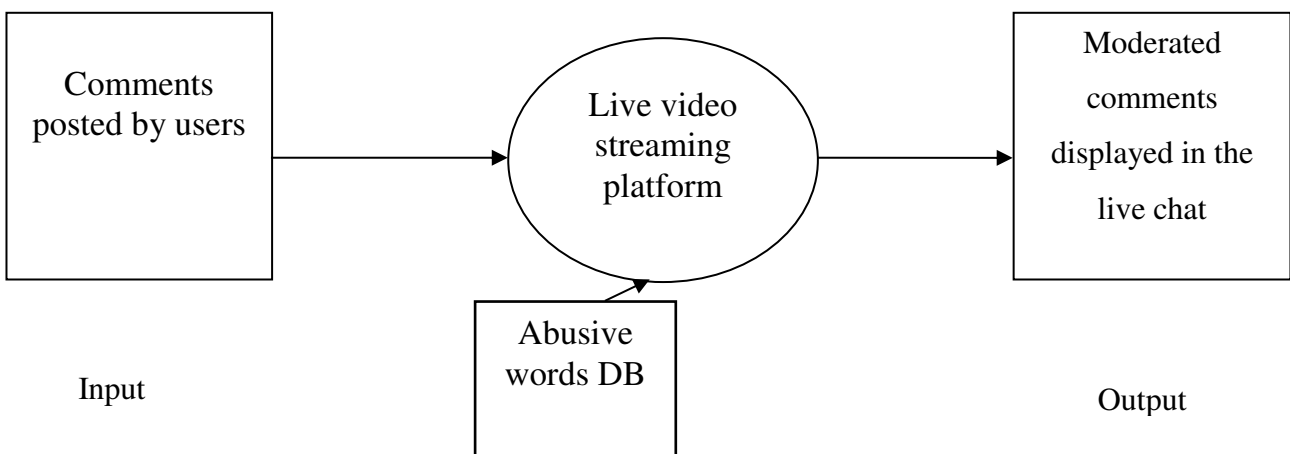 Comments
posted by users
Live video
streaming
platform
Moderated
comments
displayed in the
live chat
Abusive
words DB
Input
Output